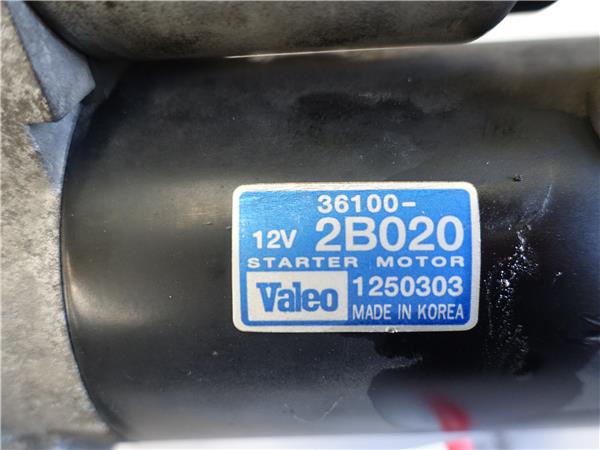 36100-
12V 2B020
STARTER MOTOR
Valeo 1250303
MADE IN KOREA